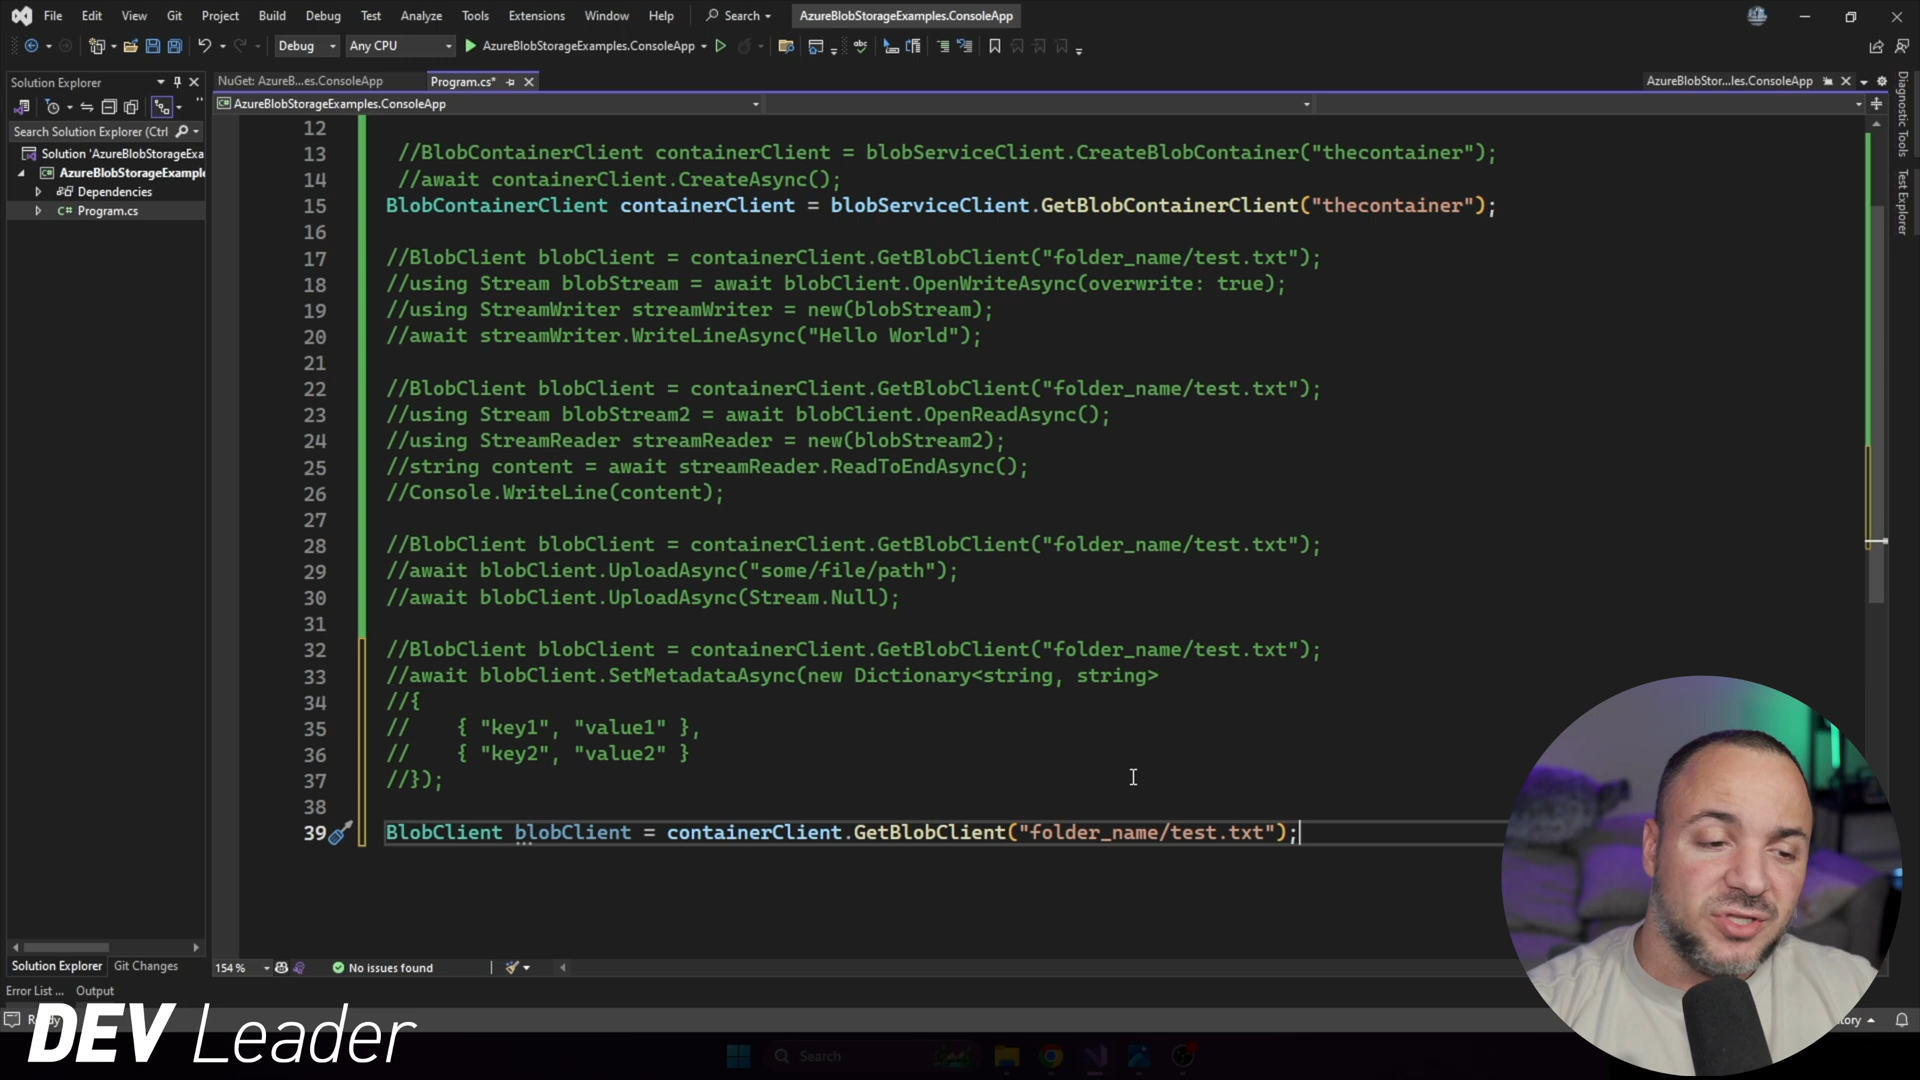 File Edit View Git Project Build Debug Test Analyze Tools Extensions Window Help Search AzureBlobStorageExamples.ConsoleApp
Debug Any CPU AzureBlobStorageExamples.ConsoleApp
Solution Explorer
NuGet: AzureB...es.ConsoleApp
Program.cs*
AzureBlobStor...les.ConsoleApp
AzureBlobStorageExamples.ConsoleApp
Search Solution Explorer (Ctrl
Solution 'AzureBlobStorageExa
AzureBlobStorageExample
Dependencies
C# Program.cs
12
13 //BlobContainerClient containerClient = blobServiceClient.CreateBlobContainer("thecontainer");
14 //await containerClient.CreateAsync();
15 BlobContainerClient containerClient = blobServiceClient.GetBlobContainerClient("thecontainer");
16
17 //BlobClient blobClient = containerClient.GetBlobClient("folder_name/test.txt");
18 //using Stream blobStream = await blobClient.OpenWriteAsync(overwrite: true);
19 //using StreamWriter streamWriter = new(blobStream);
20 //await streamWriter.WriteLineAsync("Hello World");
21
22 //BlobClient blobClient = containerClient.GetBlobClient("folder_name/test.txt");
23 //using Stream blobStream2 = await blobClient.OpenReadAsync();
24 //using StreamReader streamReader = new(blobStream2);
25 //string content = await streamReader.ReadToEndAsync();
26 //Console.WriteLine(content);
27
28 //BlobClient blobClient = containerClient.GetBlobClient("folder_name/test.txt");
29 //await blobClient.UploadAsync("some/file/path");
30 //await blobClient.UploadAsync(Stream.Null);
31
32 //BlobClient blobClient = containerClient.GetBlobClient("folder_name/test.txt");
33 //await blobClient.SetMetadataAsync(new Dictionary<string, string>
34 //{
35 //    { "key1", "value1" },
36 //    { "key2", "value2" }
37 //});
38
39 BlobClient blobClient = containerClient.GetBlobClient("folder_name/test.txt");
Diagnostic Tools
Test Explorer
Solution Explorer Git Changes
154 % No issues found
Error List ... Output
DEV Leader
Search